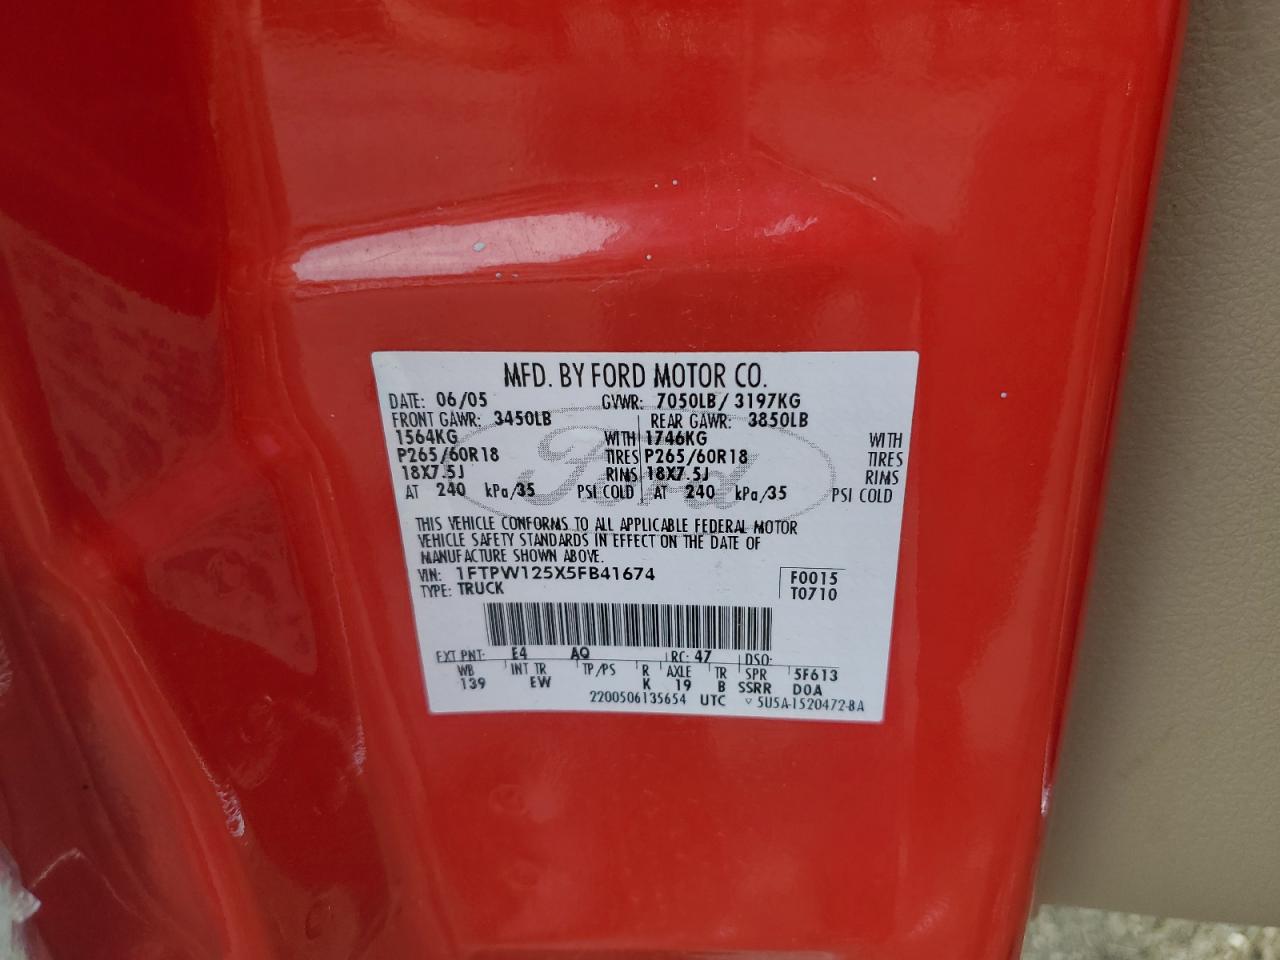 MFD. BY FORD MOTOR CO.
DATE: 06/05 GVWR: 7050LB/ 3197KG
FRONT GAWR: 3450LB REAR GAWR: 3850LB
1564KG WITH 1746KG WITH
P265/60R18 TIRES P265/60R18 TIRES
18X7.5J RIMS 18X7.5J RIMS
AT 240 kPa/35 PSI COLD AT 240 kPa/35 PSI COLD
Ford
THIS VEHICLE CONFORMS TO ALL APPLICABLE FEDERAL MOTOR
VEHICLE SAFETY STANDARDS IN EFFECT ON THE DATE OF
MANUFACTURE SHOWN ABOVE.
VIN: 1FTPW125X5FB41674 F0015
TYPE: TRUCK T0710
EXT PNT: E4 AQ RC: 47 DSO:
WB INT TR TP/PS R AXLE TR SPR 5F613
139 EW K 19 B SSRR DOA
2200506135654 UTC ▽ 5U5A-1520472-BA